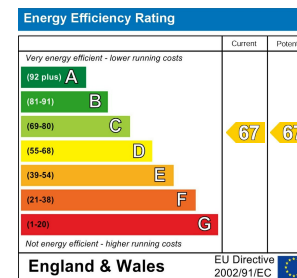 Energy Efficiency Rating
Current
Very energy efficient - lower running costs
(92 plus) A
(81-91) B
(69-80) C
(55-68) D
(39-54) E
(21-38) F
(1-20) G
67
Not energy efficient - higher running costs
England & Wales
EU Directive
2002/91/EC